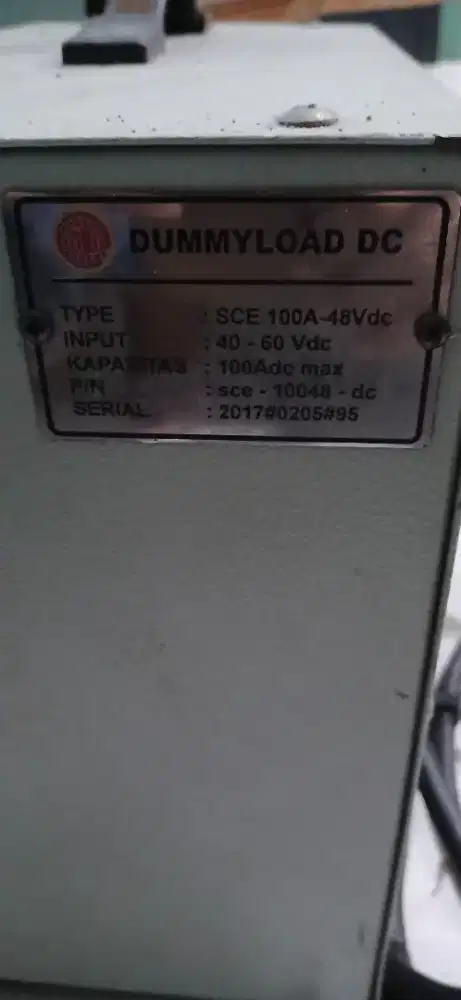 DUMMYLOAD DC
TYPE : SCE 100A-48Vdc
INPUT : 40 - 60 Vdc
KAPASITAS : 100Adc max
P/N : sce - 10048 - dc
SERIAL : 2017#0205#95